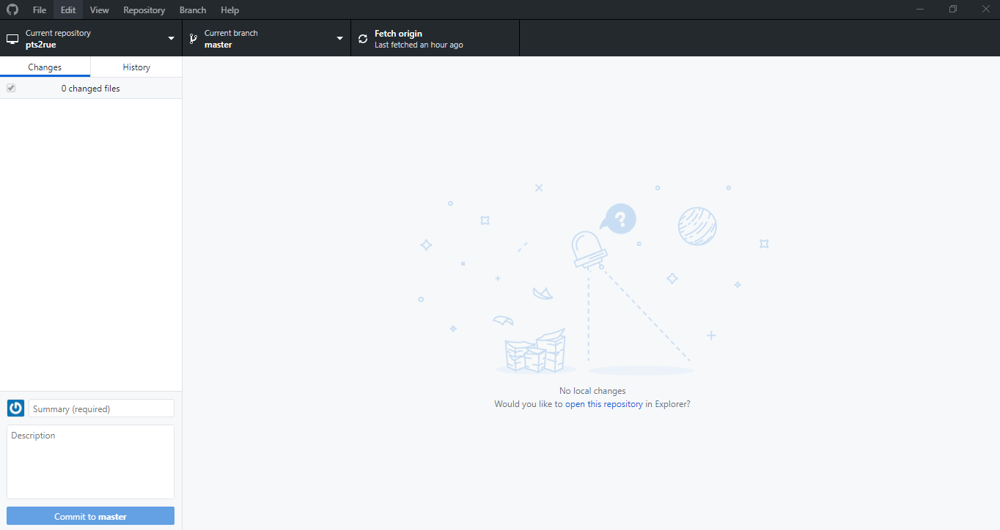 File Edit View Repository Branch Help
Current repository
pts2rue
Current branch
master
Fetch origin
Last fetched an hour ago
Changes
History
0 changed files
?
No local changes
Would you like to open this repository in Explorer?
Summary (required)
Description
Commit to master